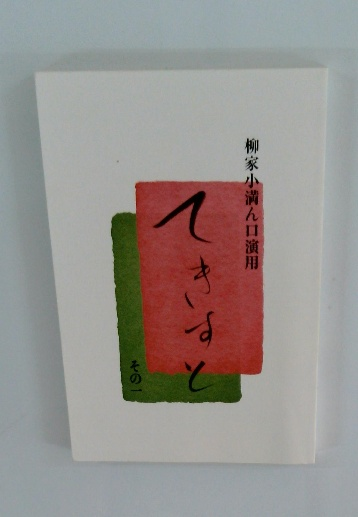 柳家小満ん口演用
てきすと
その一